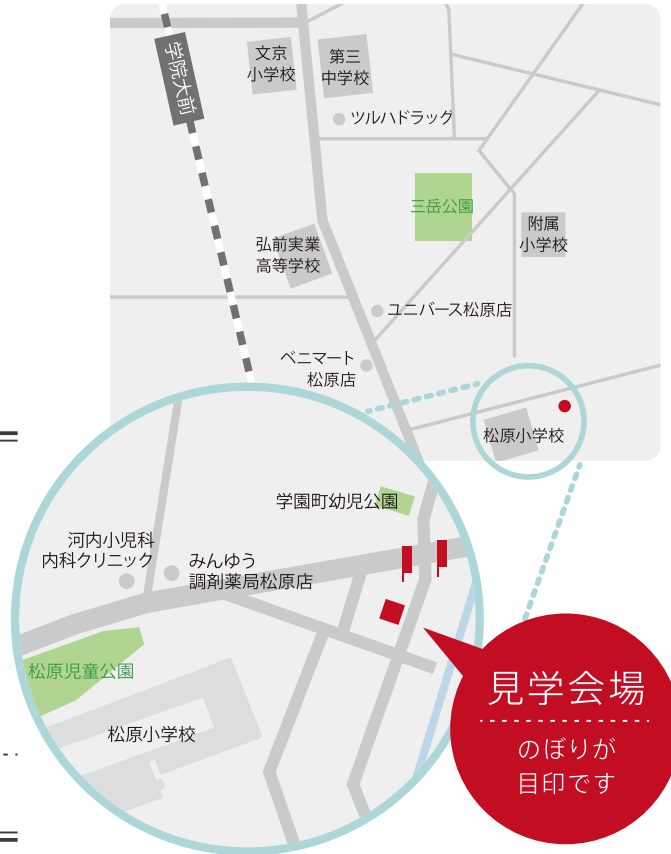 学院大前
文京
小学校
第三
中学校
ツルハドラッグ
三岳公園
附属
小学校
弘前実業
高等学校
ユニバース松原店
ベニマート
松原店
松原小学校
学園町幼児公園
河内小児科
内科クリニック
みんゆう
調剤薬局松原店
松原児童公園
松原小学校
見学会場
のぼりが
目印です